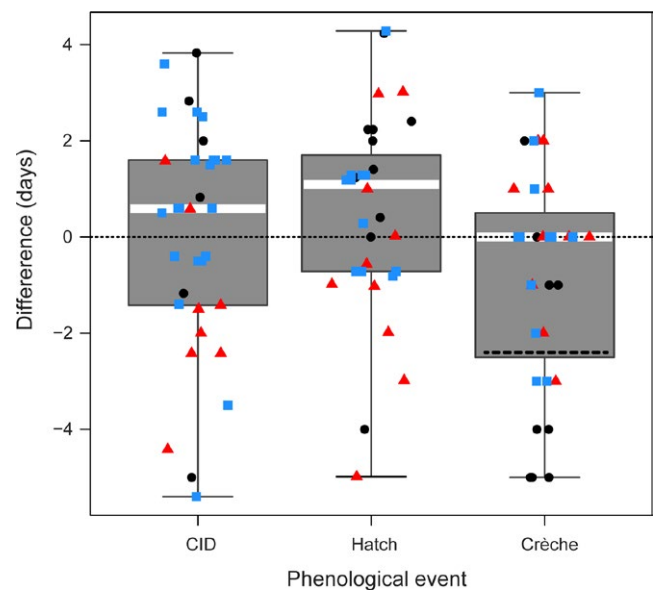 Differerence (days)
4
2
0
−2
−4
CID Hatch Crèche
Phenological event